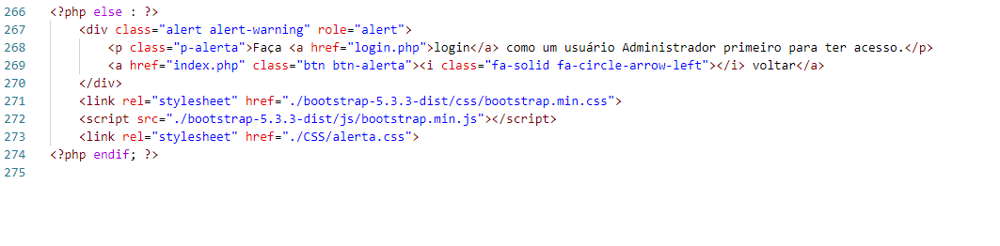 266 <?php else : ?>
267 <div class="alert alert-warning" role="alert">
268 <p class="p-alerta">Faça <a href="login.php">login</a> como um usuário Administrador primeiro para ter acesso.</p>
269 <a href="index.php" class="btn btn-alerta"><i class="fa-solid fa-circle-arrow-left"></i> voltar</a>
270 </div>
271 <link rel="stylesheet" href="./bootstrap-5.3.3-dist/css/bootstrap.min.css">
272 <script src="./bootstrap-5.3.3-dist/js/bootstrap.min.js"></script>
273 <link rel="stylesheet" href="./CSS/alerta.css">
274 <?php endif; ?>
275